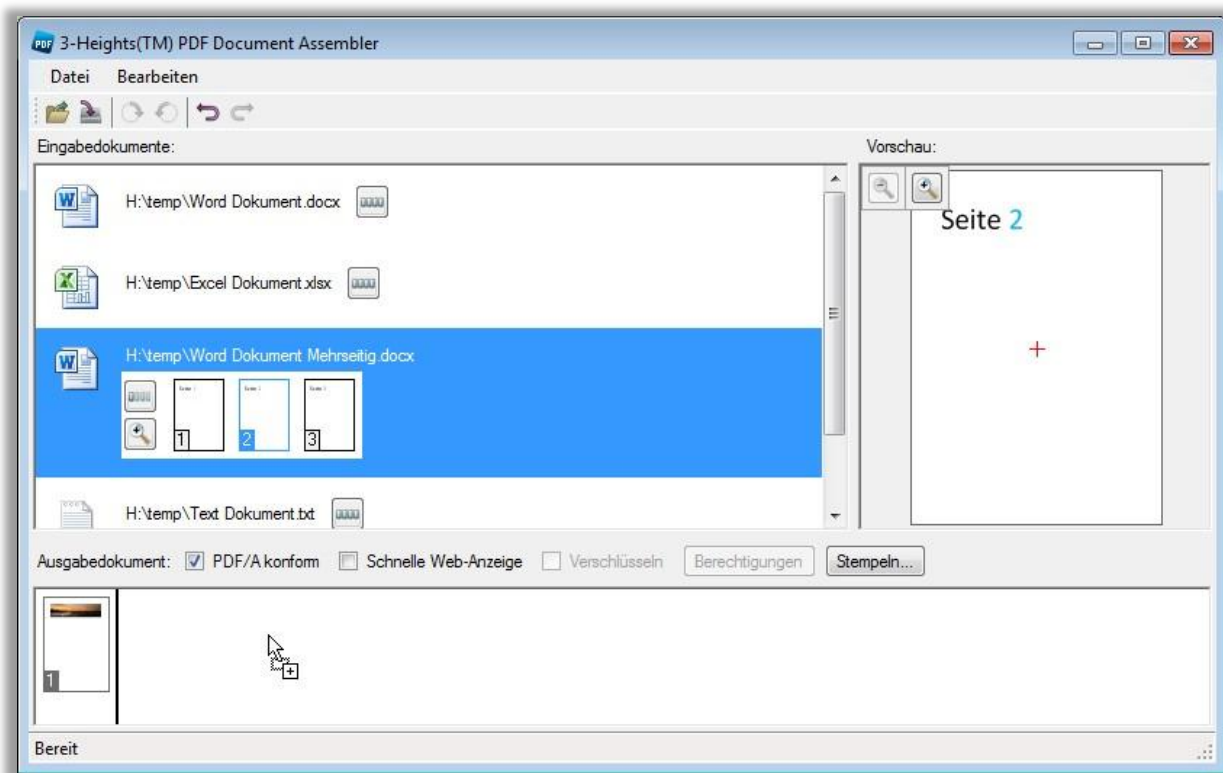 PDF 3-Heights(TM) PDF Document Assembler
Datei Bearbeiten
Eingabedokumente:
Vorschau:
H:\temp\Word Dokument.docx
H:\temp\Excel Dokument.xlsx
H:\temp\Word Dokument Mehrseitig.docx
1 2 3
H:\temp\Text Dokument.txt
Seite 2
Ausgabedokument: PDF/A konform Schnelle Web-Anzeige Verschlüsseln Berechtigungen Stempeln...
1
Bereit